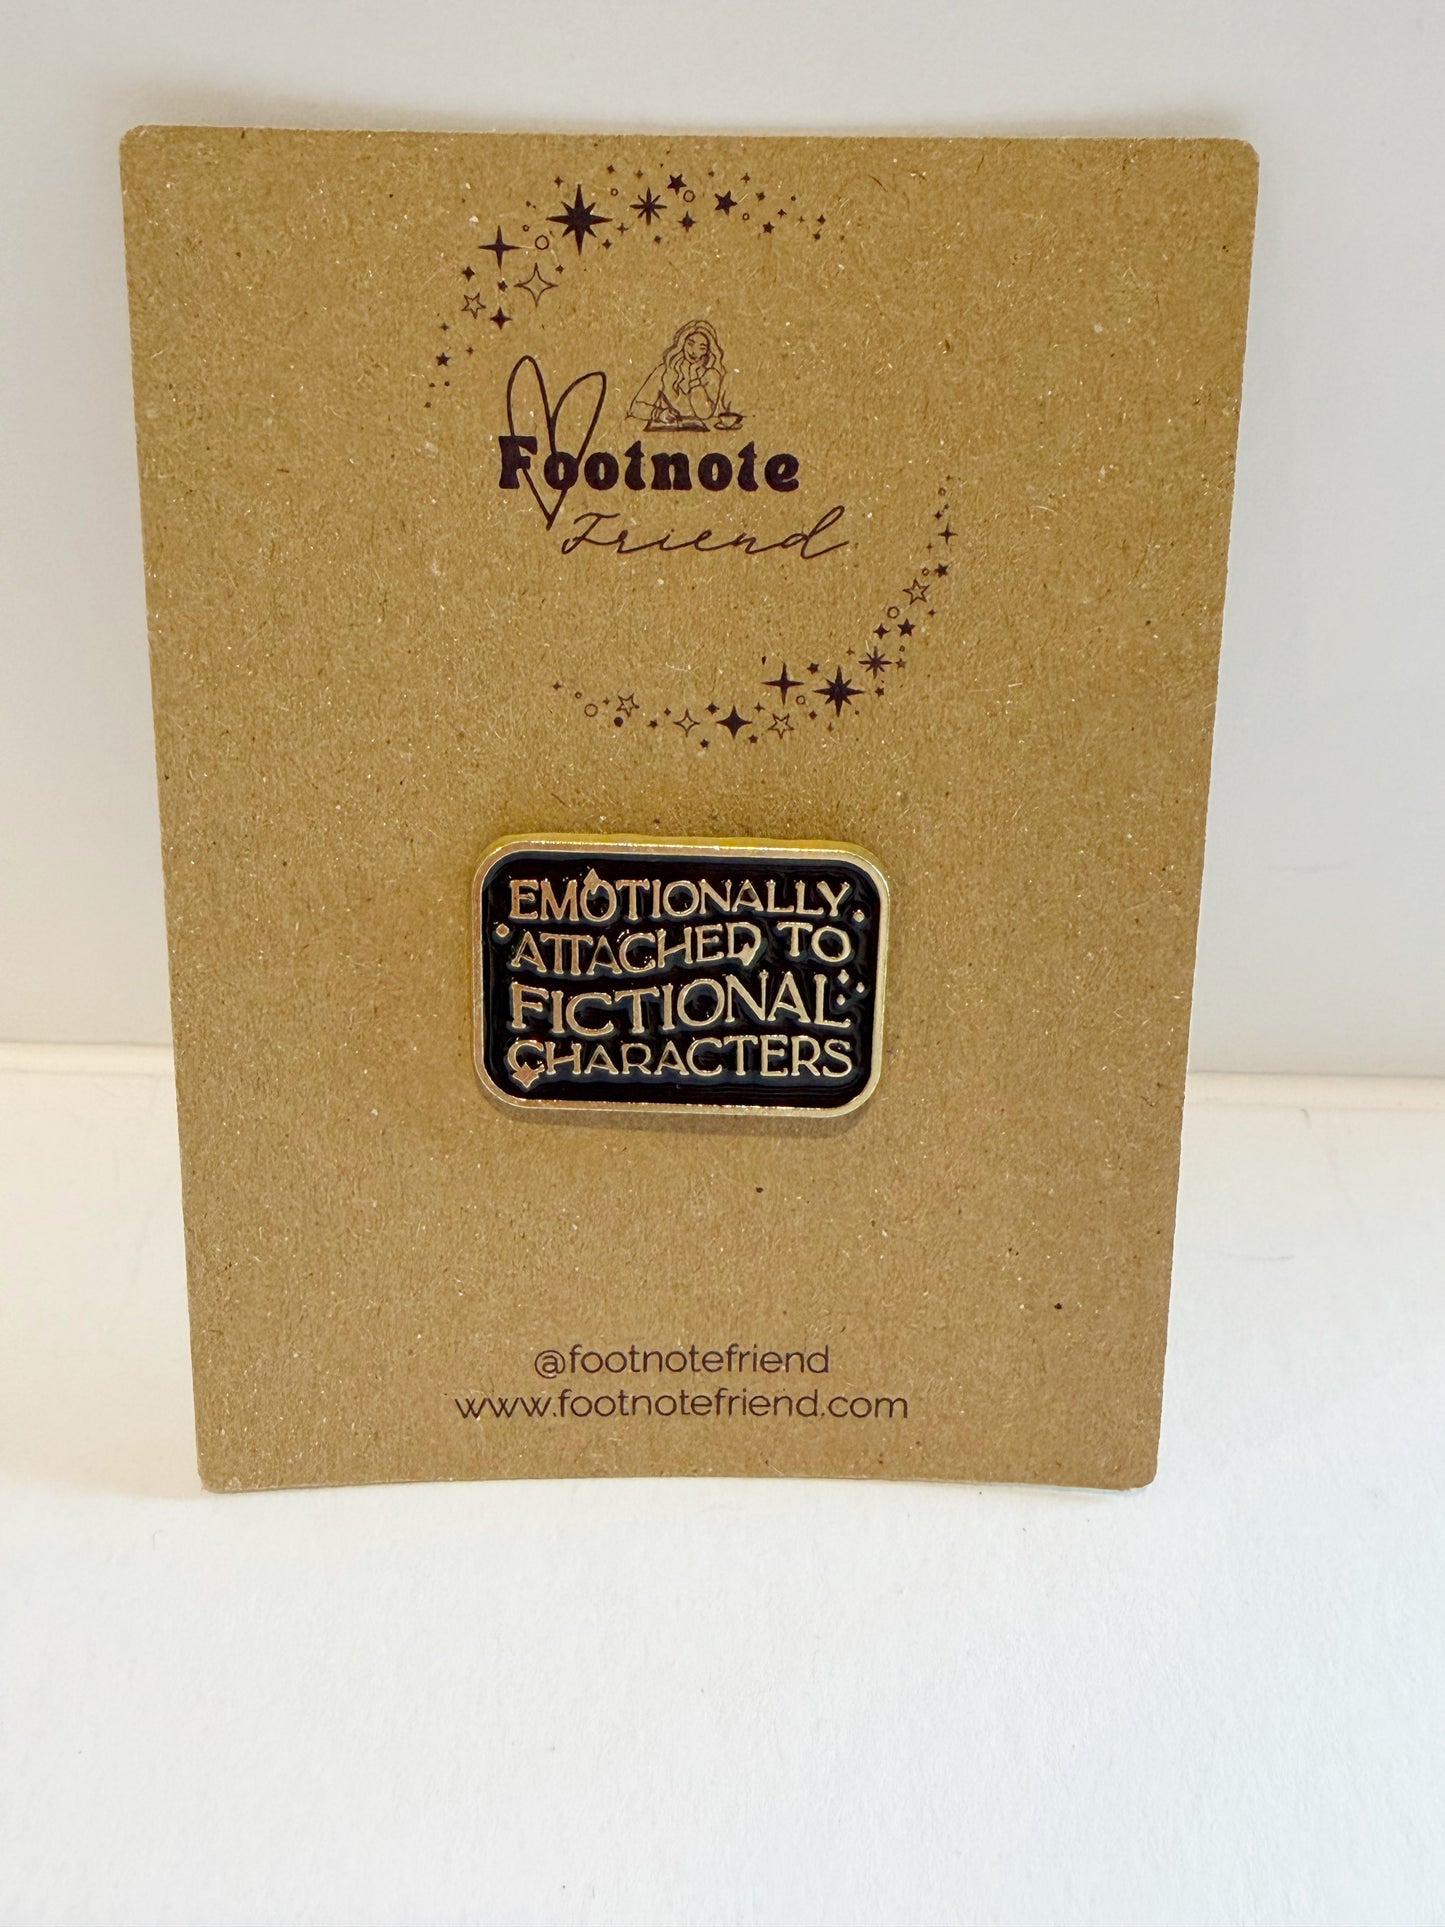 Footnote
Friend
EMOTIONALLY
ATTACHED TO
FICTIONAL
CHARACTERS
@footnotefriend
www.footnotefriend.com